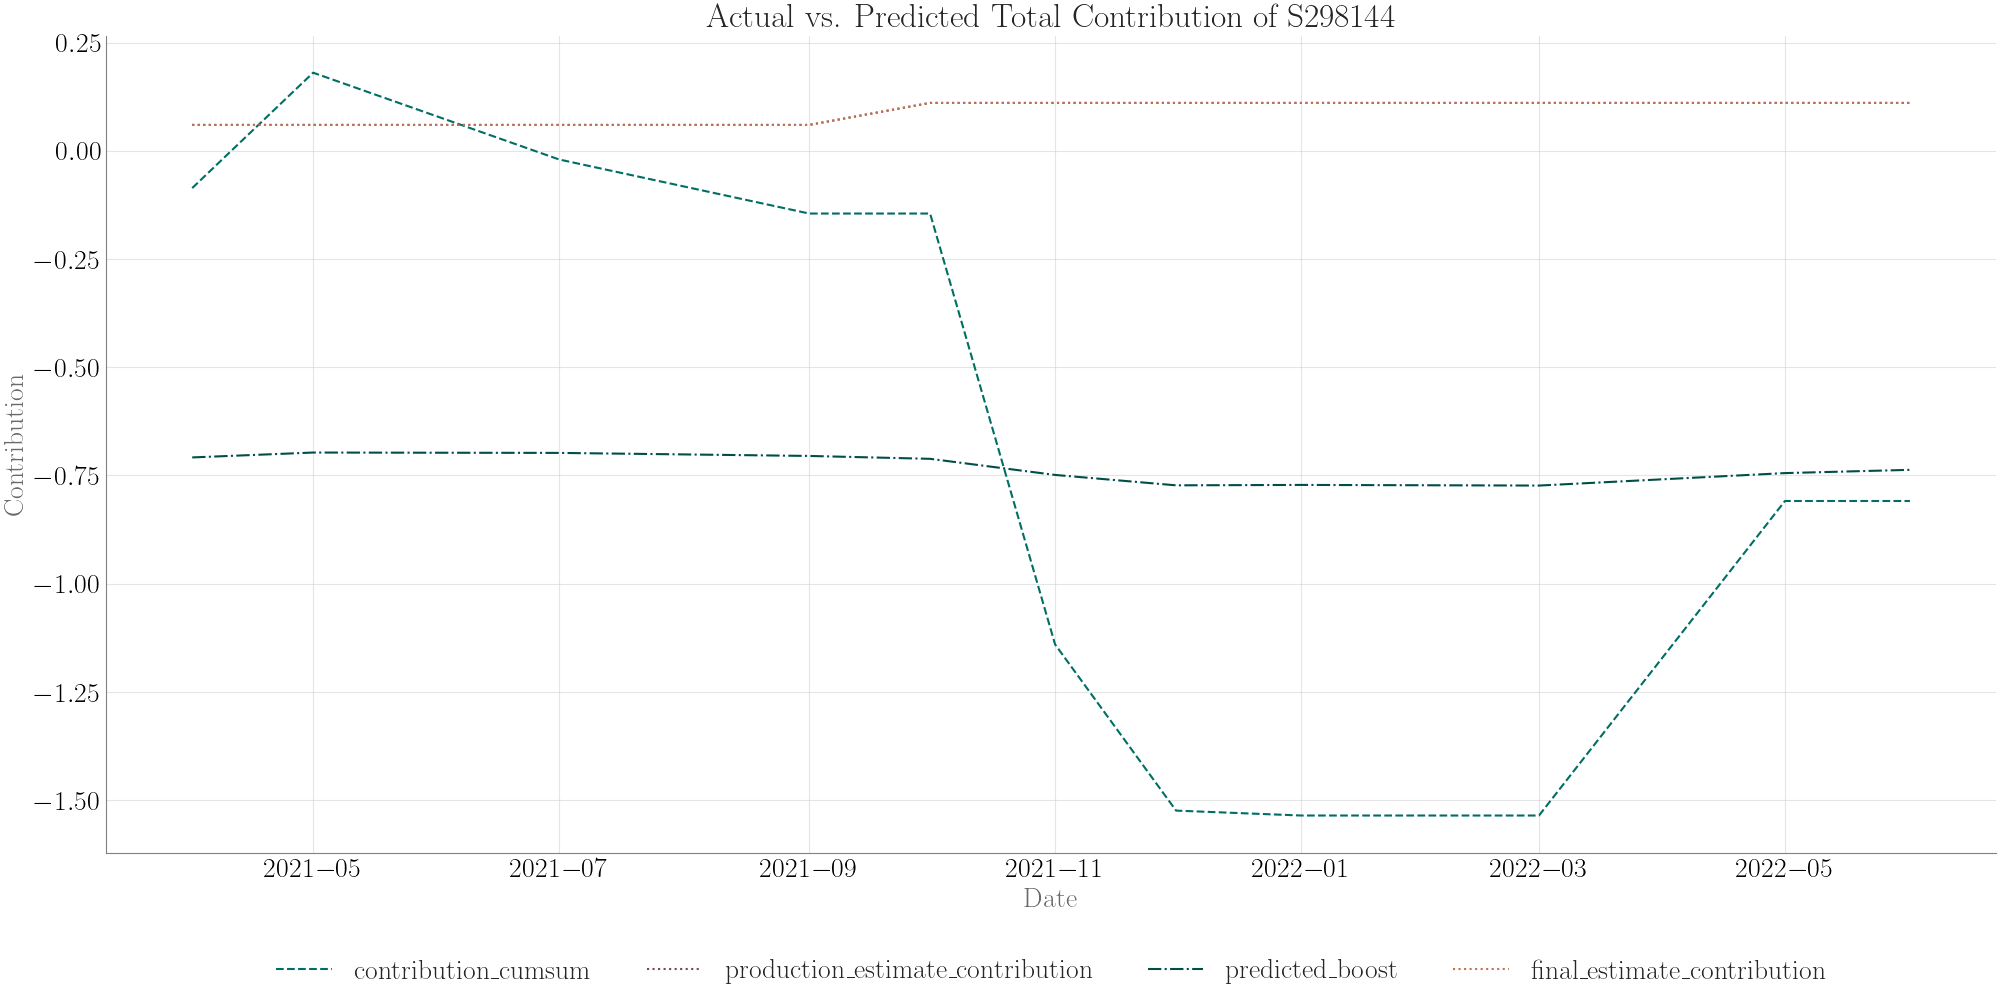 Actual vs. Predicted Total Contribution of S298144
0.25
0.00
−0.25
−0.50
−0.75
−1.00
−1.25
−1.50
Contribution
2021−05 2021−07 2021−09 2021−11 2022−01 2022−03 2022−05
Date
contribution_cumsum production_estimate_contribution predicted_boost final_estimate_contribution